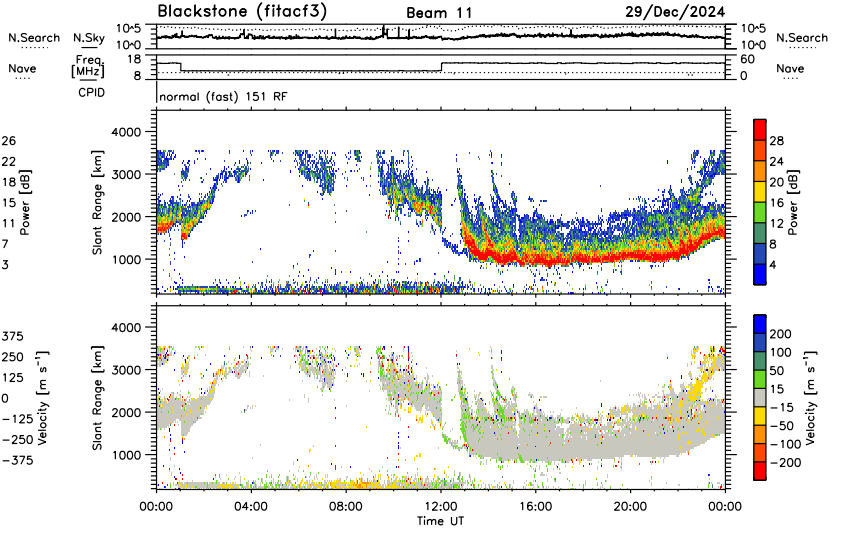 Blackstone (fitacf3) Beam 11 29/Dec/2024
N.Search N.Sky 10^5 10^0 10^5 10^0 N.Search
Nave Freq. [MHz] 18 8 60 0 Nave
CPID normal (fast) 151 RF
26 22 18 15 11 7 3
Power [dB]
4000 3000 2000 1000
Slant Range [km]
28 24 20 16 12 8 4
Power [dB]
375 250 125 0 -125 -250 -375
Velocity [m s⁻¹]
4000 3000 2000 1000
Slant Range [km]
200 100 50 15 -15 -50 -100 -200
Velocity [m s⁻¹]
00:00 04:00 08:00 12:00 16:00 20:00 00:00
Time UT